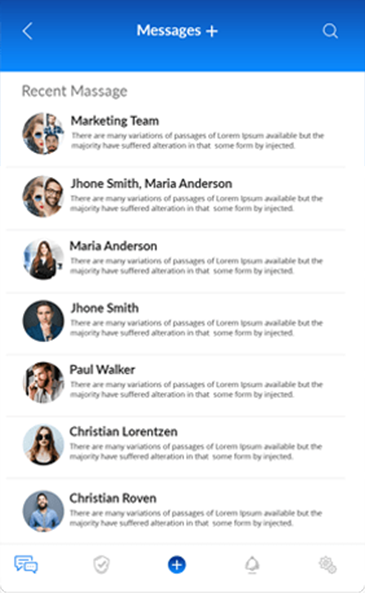 Messages +
Recent Massage
Marketing Team
There are many variations of passages of Lorem Ipsum available but the
majority have suffered alteration in that some form by injected.
Jhone Smith, Maria Anderson
There are many variations of passages of Lorem Ipsum available but the
majority have suffered alteration in that some form by injected.
Maria Anderson
There are many variations of passages of Lorem Ipsum available but the
majority have suffered alteration in that some form by injected.
Jhone Smith
There are many variations of passages of Lorem Ipsum available but the
majority have suffered alteration in that some form by injected.
Paul Walker
There are many variations of passages of Lorem Ipsum available but the
majority have suffered alteration in that some form by injected.
Christian Lorentzen
There are many variations of passages of Lorem Ipsum available but the
majority have suffered alteration in that some form by injected.
Christian Roven
There are many variations of passages of Lorem Ipsum available but the
majority have suffered alteration in that some form by injected.